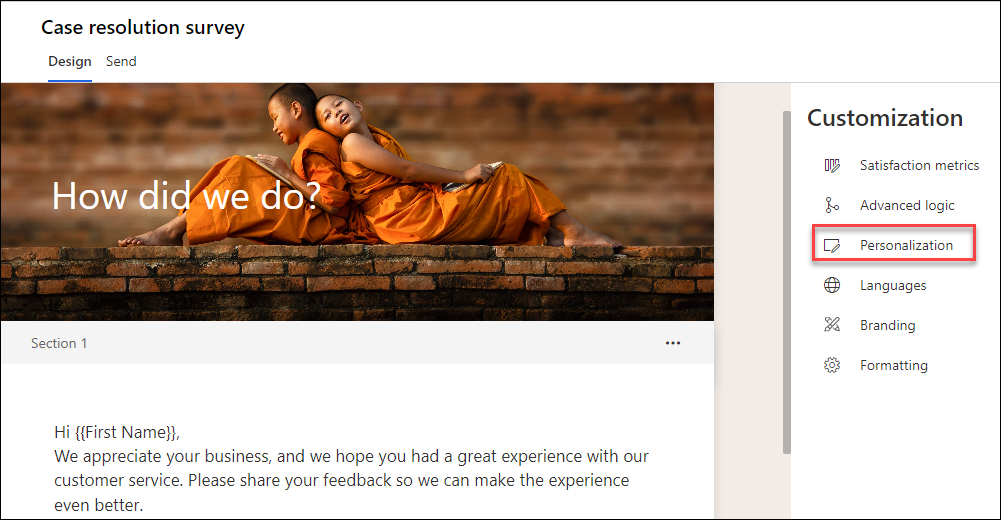 Case resolution survey
Design Send
How did we do?
Section 1
Hi {{First Name}},
We appreciate your business, and we hope you had a great experience with our
customer service. Please share your feedback so we can make the experience
even better.
Customization
Satisfaction metrics
Advanced logic
Personalization
Languages
Branding
Formatting